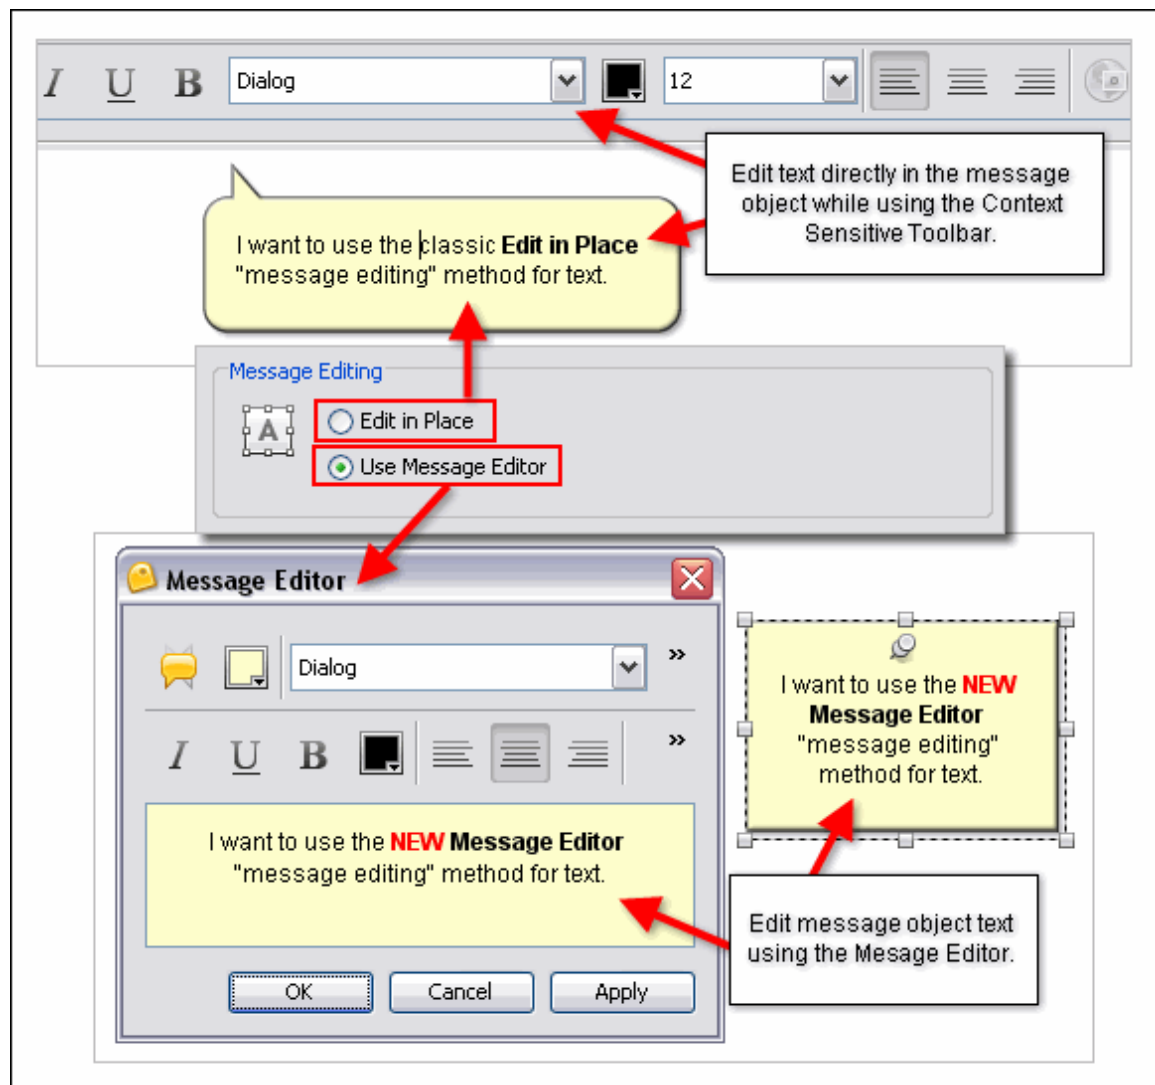 I U B Dialog 12
Edit text directly in the message
object while using the Context
Sensitive Toolbar.
I want to use the classic Edit in Place
"message editing" method for text.
Message Editing
A
Edit in Place
Use Message Editor
Message Editor
Dialog »
I U B »
I want to use the NEW Message Editor
"message editing" method for text.
OK Cancel Apply
I want to use the NEW
Message Editor
"message editing"
method for text.
Edit message object text
using the Mesage Editor.